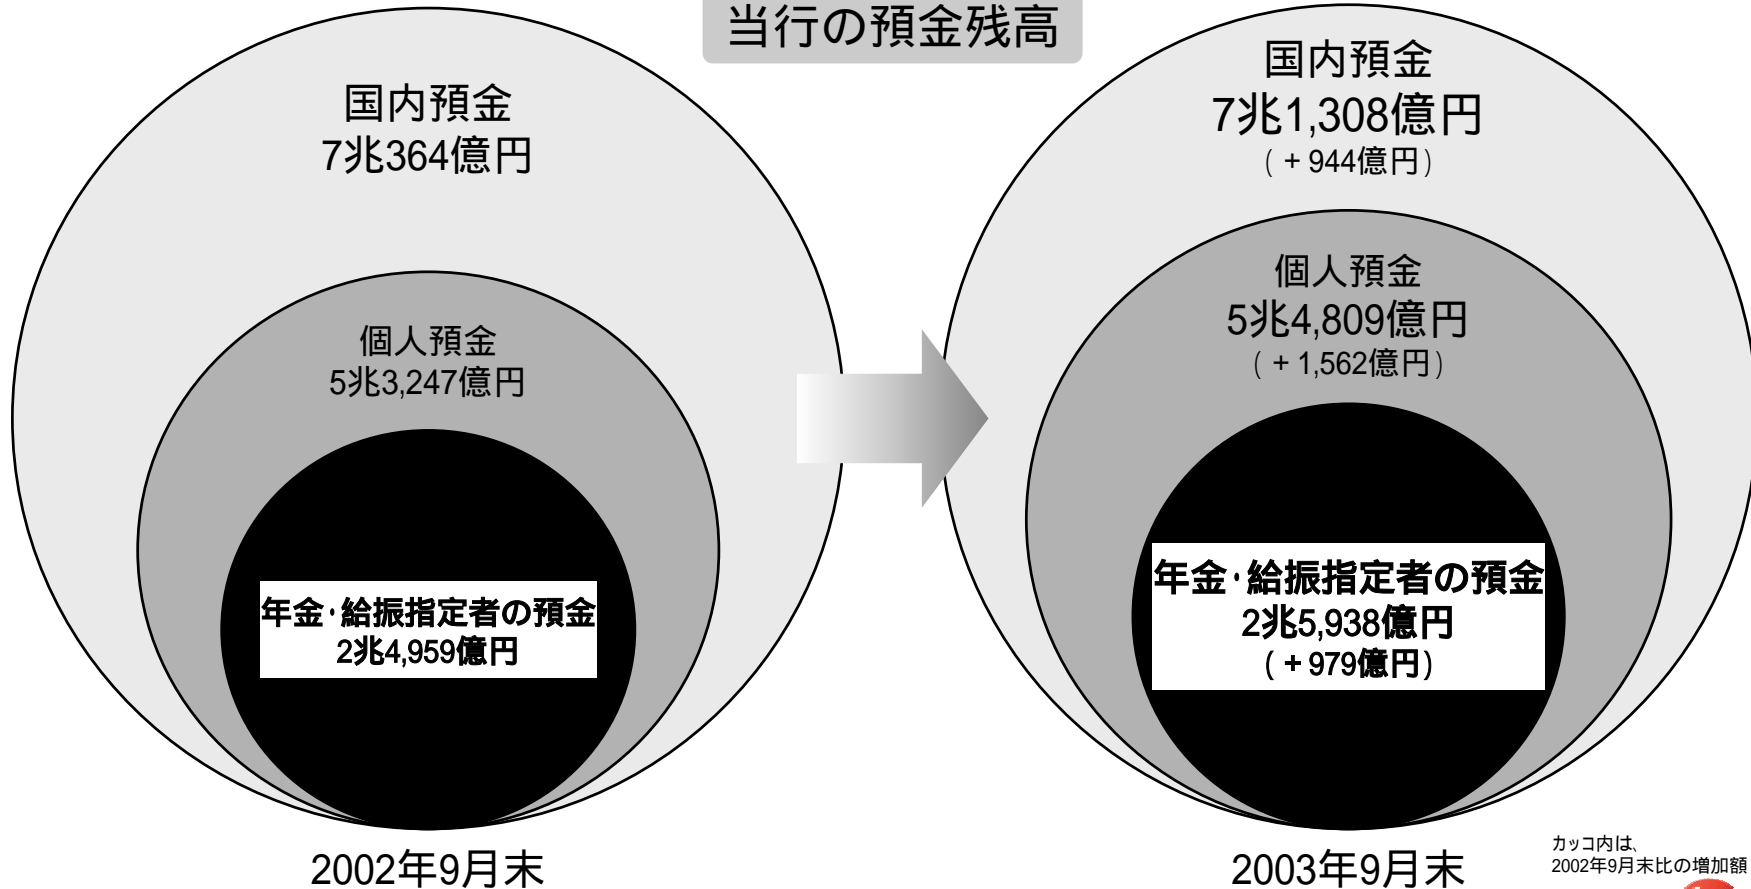 当行の預金残高
国内預金
7兆364億円
個人預金
5兆3,247億円
年金・給振指定者の預金
2兆4,959億円
2002年9月末
国内預金
7兆1,308億円
（＋944億円）
個人預金
5兆4,809億円
（＋1,562億円）
年金・給振指定者の預金
2兆5,938億円
（＋979億円）
2003年9月末
カッコ内は、
2002年9月末比の増加額